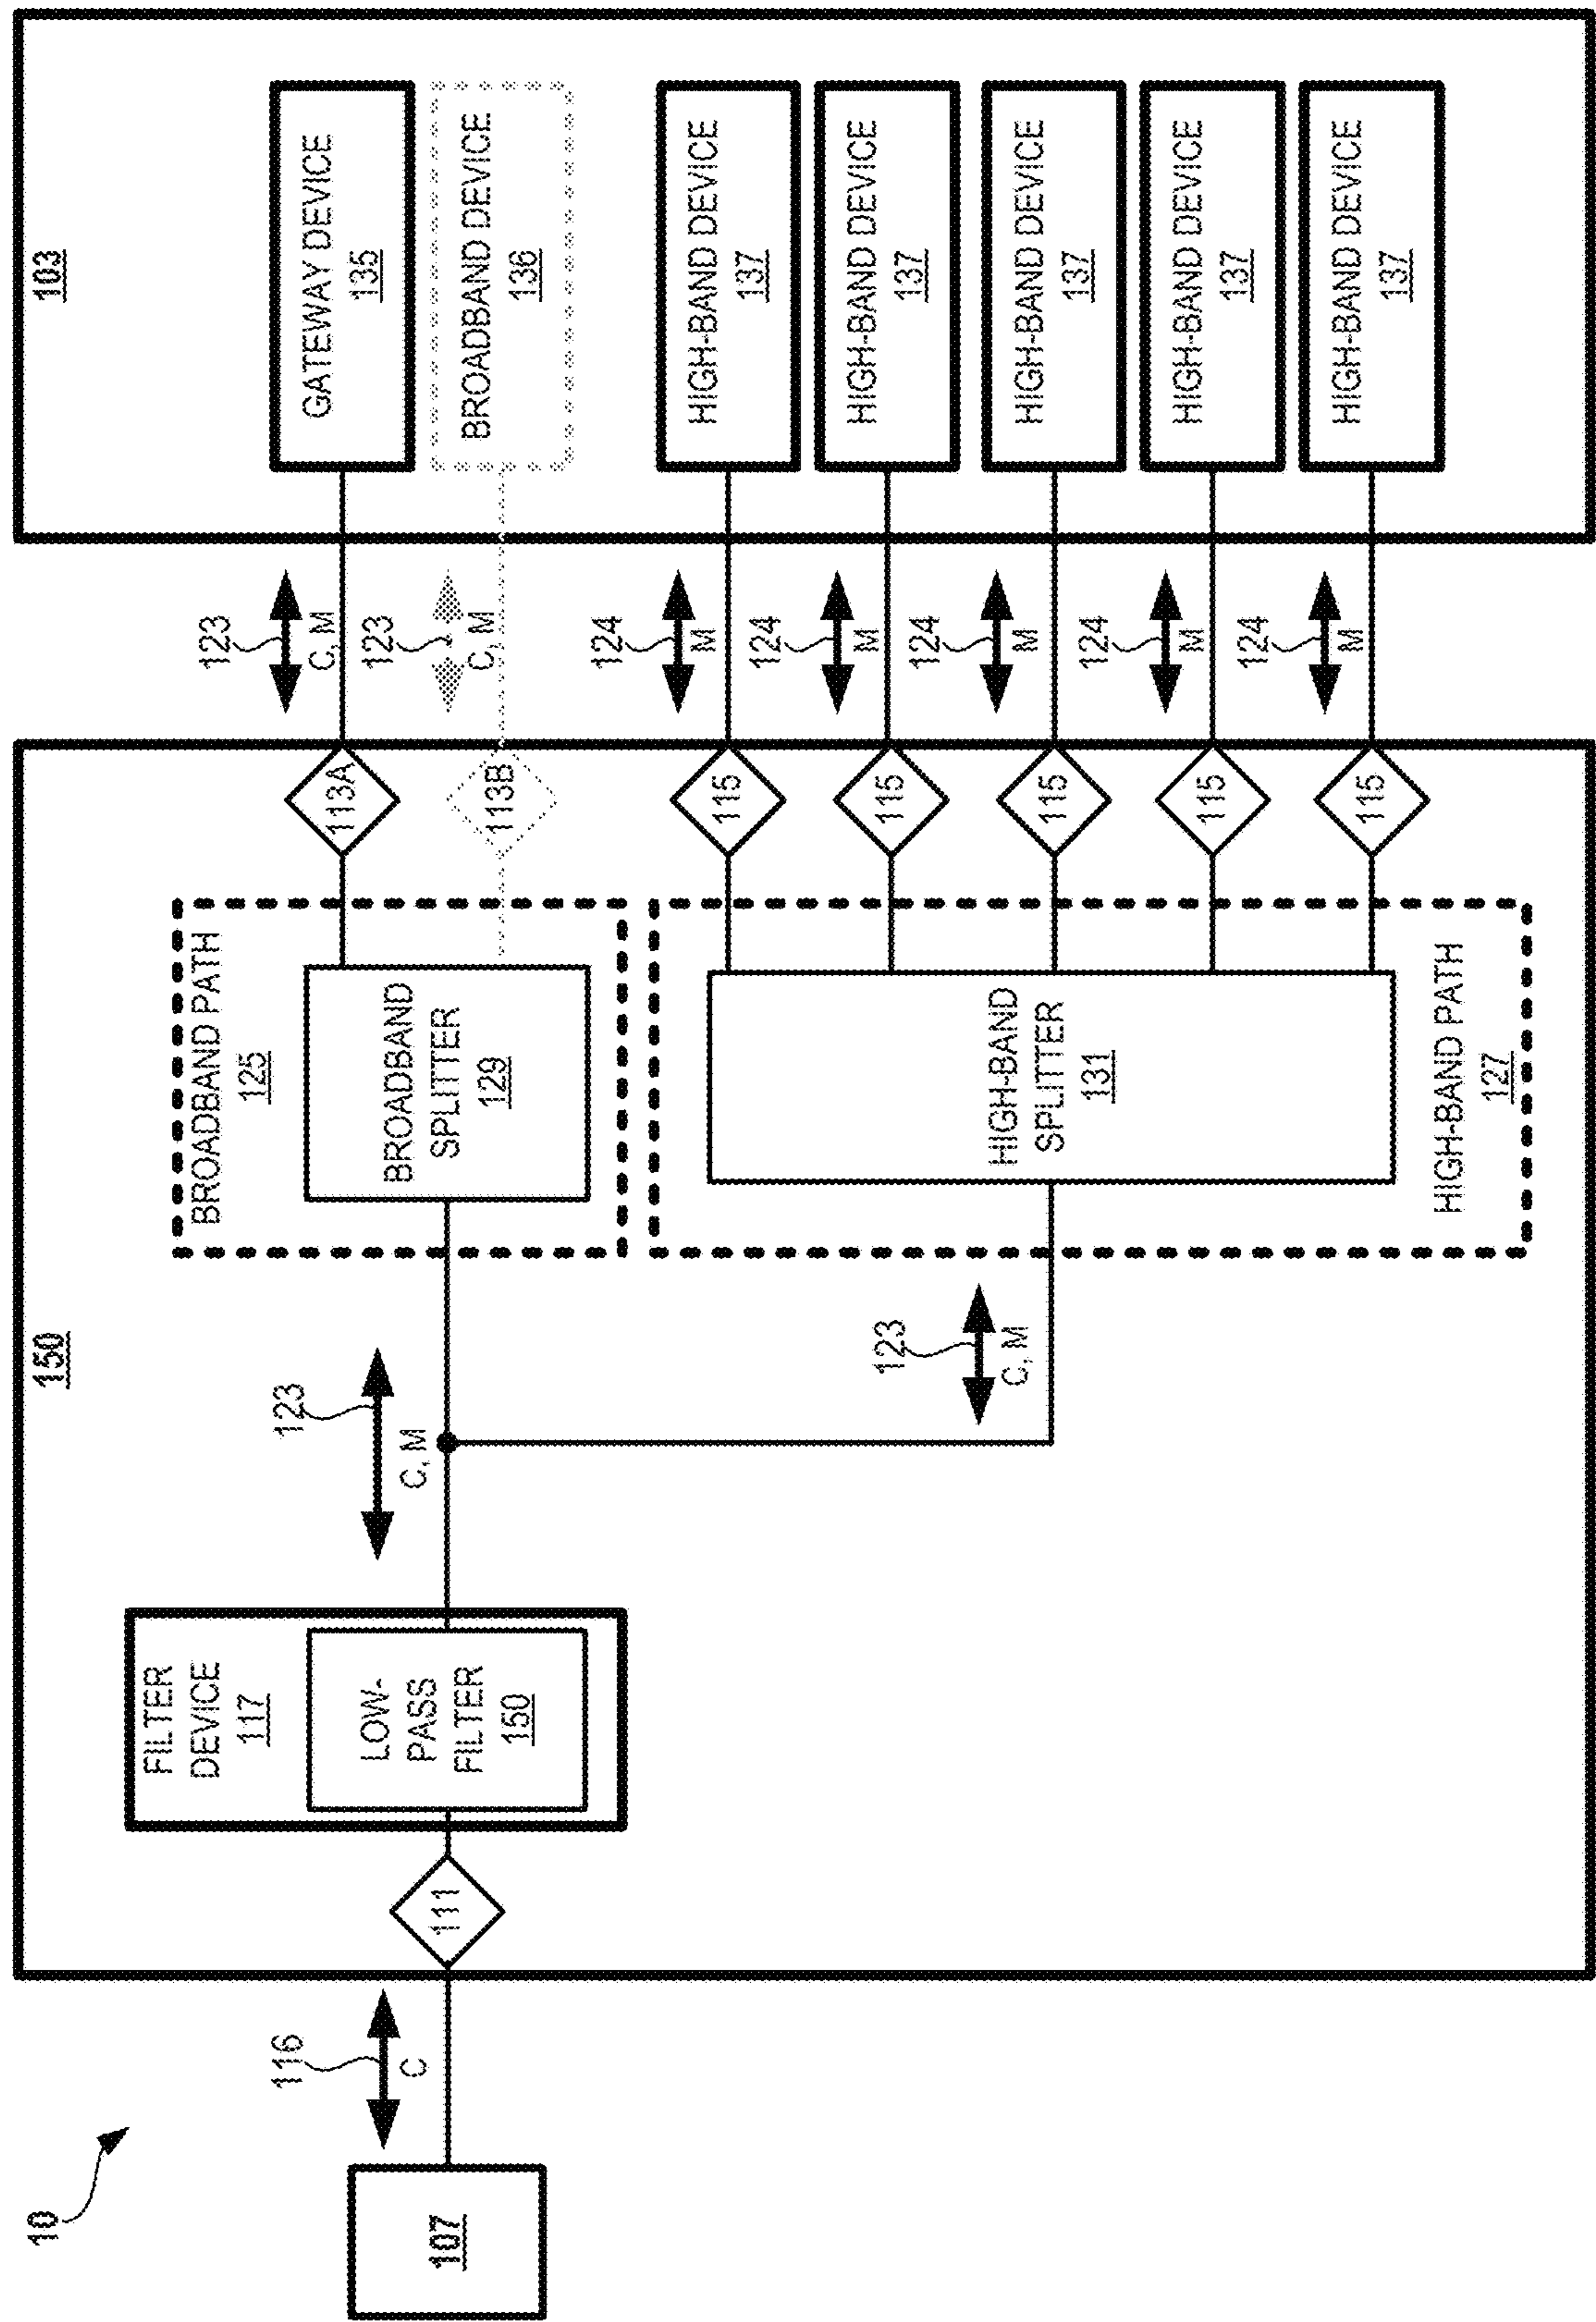 10
107
116
C
150
111
FILTER
DEVICE
117
LOW-
PASS
FILTER
150
123
C, M
123
C, M
BROADBAND PATH
125
BROADBAND
SPLITTER
129
HIGH-BAND
SPLITTER
131
HIGH-BAND PATH
127
113A
113B
115
115
115
115
115
123
C, M
123
C, M
124
M
124
M
124
M
124
M
124
M
103
GATEWAY DEVICE
135
BROADBAND DEVICE
136
HIGH-BAND DEVICE
137
HIGH-BAND DEVICE
137
HIGH-BAND DEVICE
137
HIGH-BAND DEVICE
137
HIGH-BAND DEVICE
137